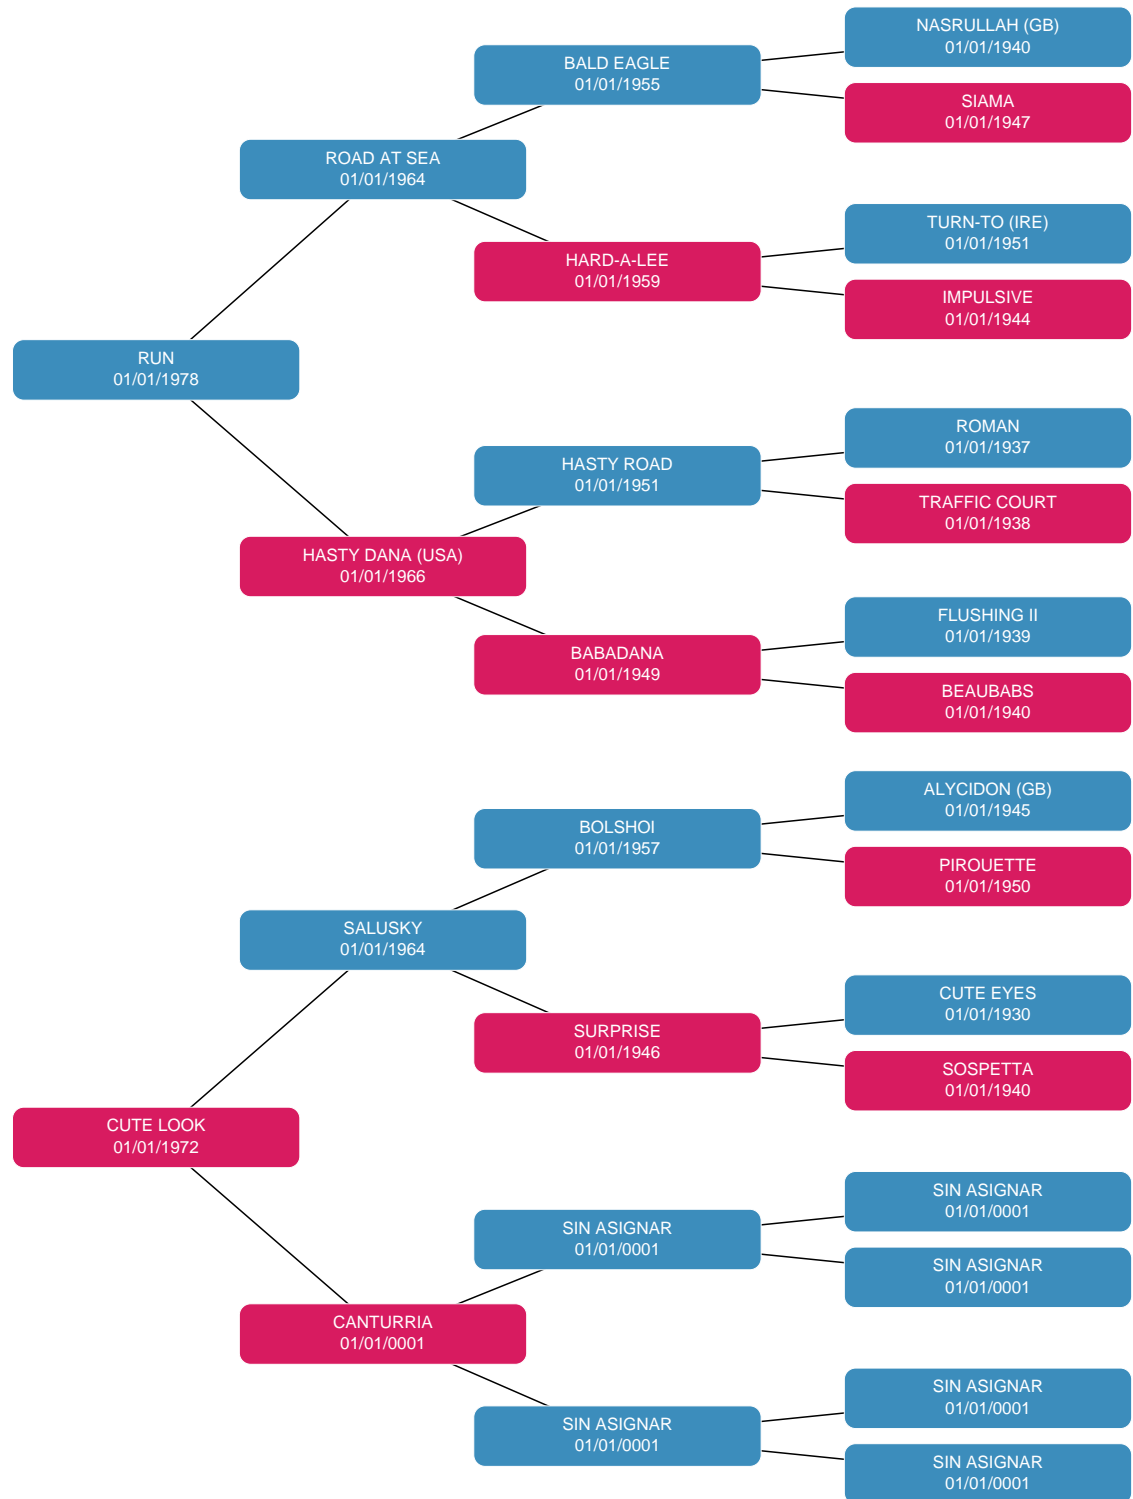 NASRULLAH (GB)
01/01/1940
BALD EAGLE
01/01/1955
SIAMA
01/01/1947
ROAD AT SEA
01/01/1964
TURN-TO (IRE)
01/01/1951
HARD-A-LEE
01/01/1959
IMPULSIVE
01/01/1944
RUN
01/01/1978
ROMAN
01/01/1937
HASTY ROAD
01/01/1951
TRAFFIC COURT
01/01/1938
HASTY DANA (USA)
01/01/1966
FLUSHING II
01/01/1939
BABADANA
01/01/1949
BEAUBABS
01/01/1940
ALYCIDON (GB)
01/01/1945
BOLSHOI
01/01/1957
PIROUETTE
01/01/1950
SALUSKY
01/01/1964
CUTE EYES
01/01/1930
SURPRISE
01/01/1946
SOSPETTA
01/01/1940
CUTE LOOK
01/01/1972
SIN ASIGNAR
01/01/0001
SIN ASIGNAR
01/01/0001
SIN ASIGNAR
01/01/0001
CANTURRIA
01/01/0001
SIN ASIGNAR
01/01/0001
SIN ASIGNAR
01/01/0001
SIN ASIGNAR
01/01/0001